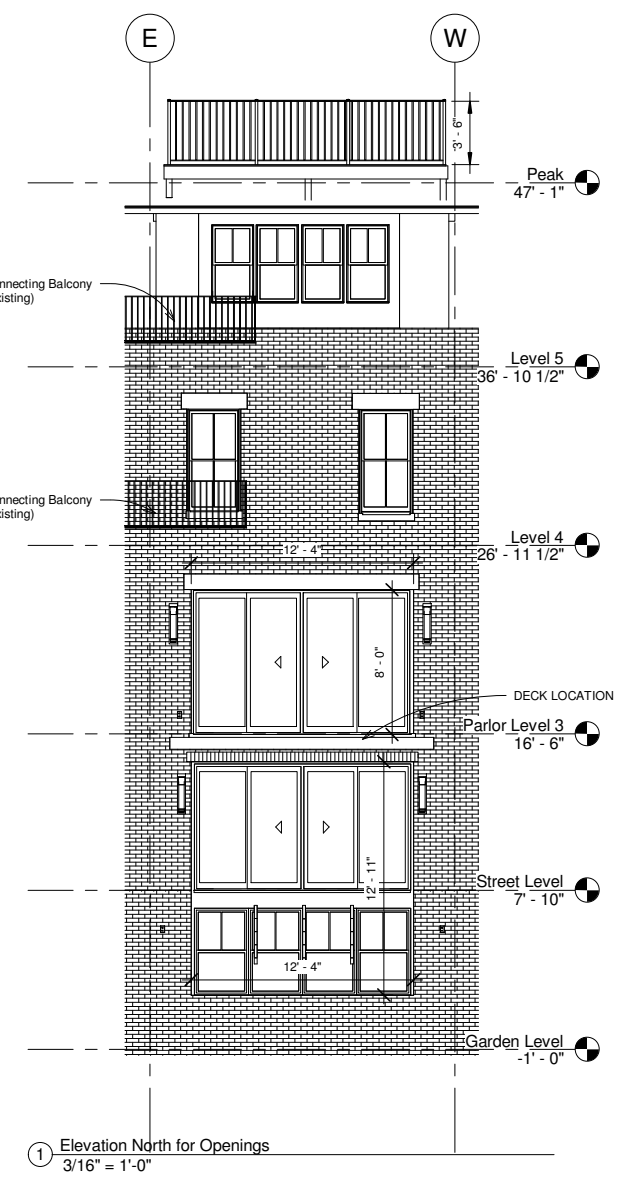 E
W
3' - 6"
Peak
47' - 1"
nnecting Balcony
xisting)
Level 5
36' - 10 1/2"
nnecting Balcony
xisting)
Level 4
26' - 11 1/2"
12' - 4"
8' - 0"
DECK LOCATION
Parlor Level 3
16' - 6"
12' - 11"
Street Level
7' - 10"
12' - 4"
Garden Level
-1' - 0"
1
Elevation North for Openings
3/16" = 1'-0"